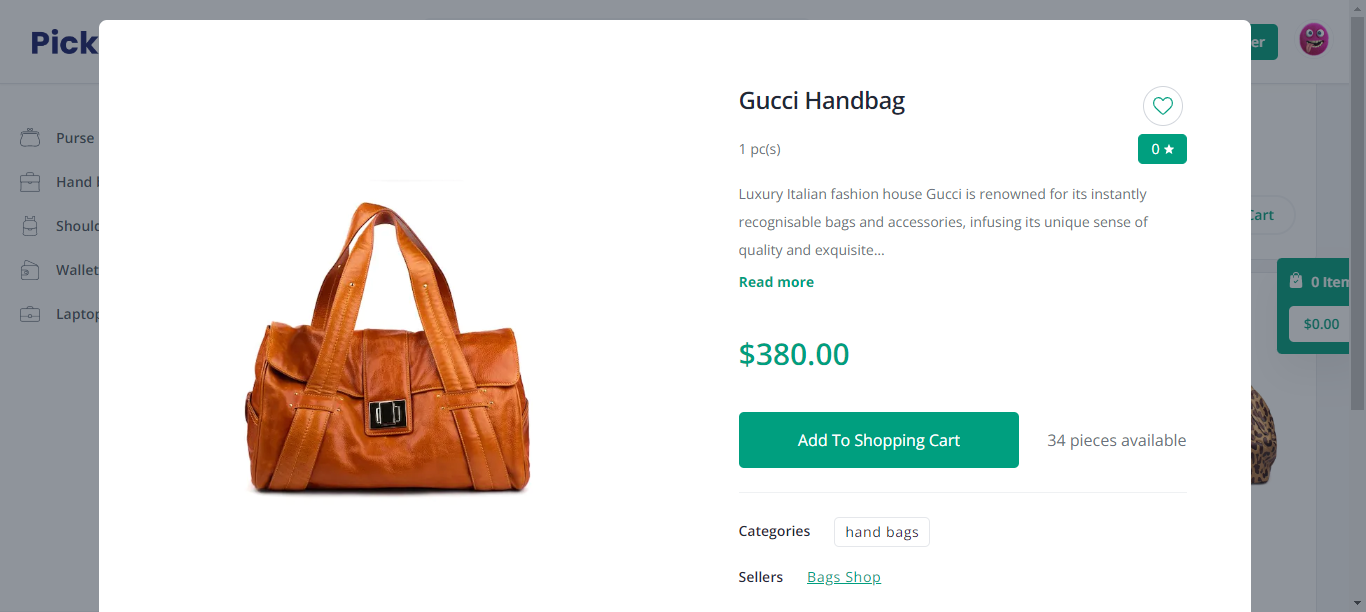 Pick
er
Purse
Hand
Wallet
Cart
0 Item
$0.00
Gucci Handbag
1 pc(s)
0
Luxury Italian fashion house Gucci is renowned for its instantly
recognisable bags and accessories, infusing its unique sense of
quality and exquisite...
Read more
$380.00
Add To Shopping Cart
34 pieces available
Categories
hand bags
Sellers
Bags Shop